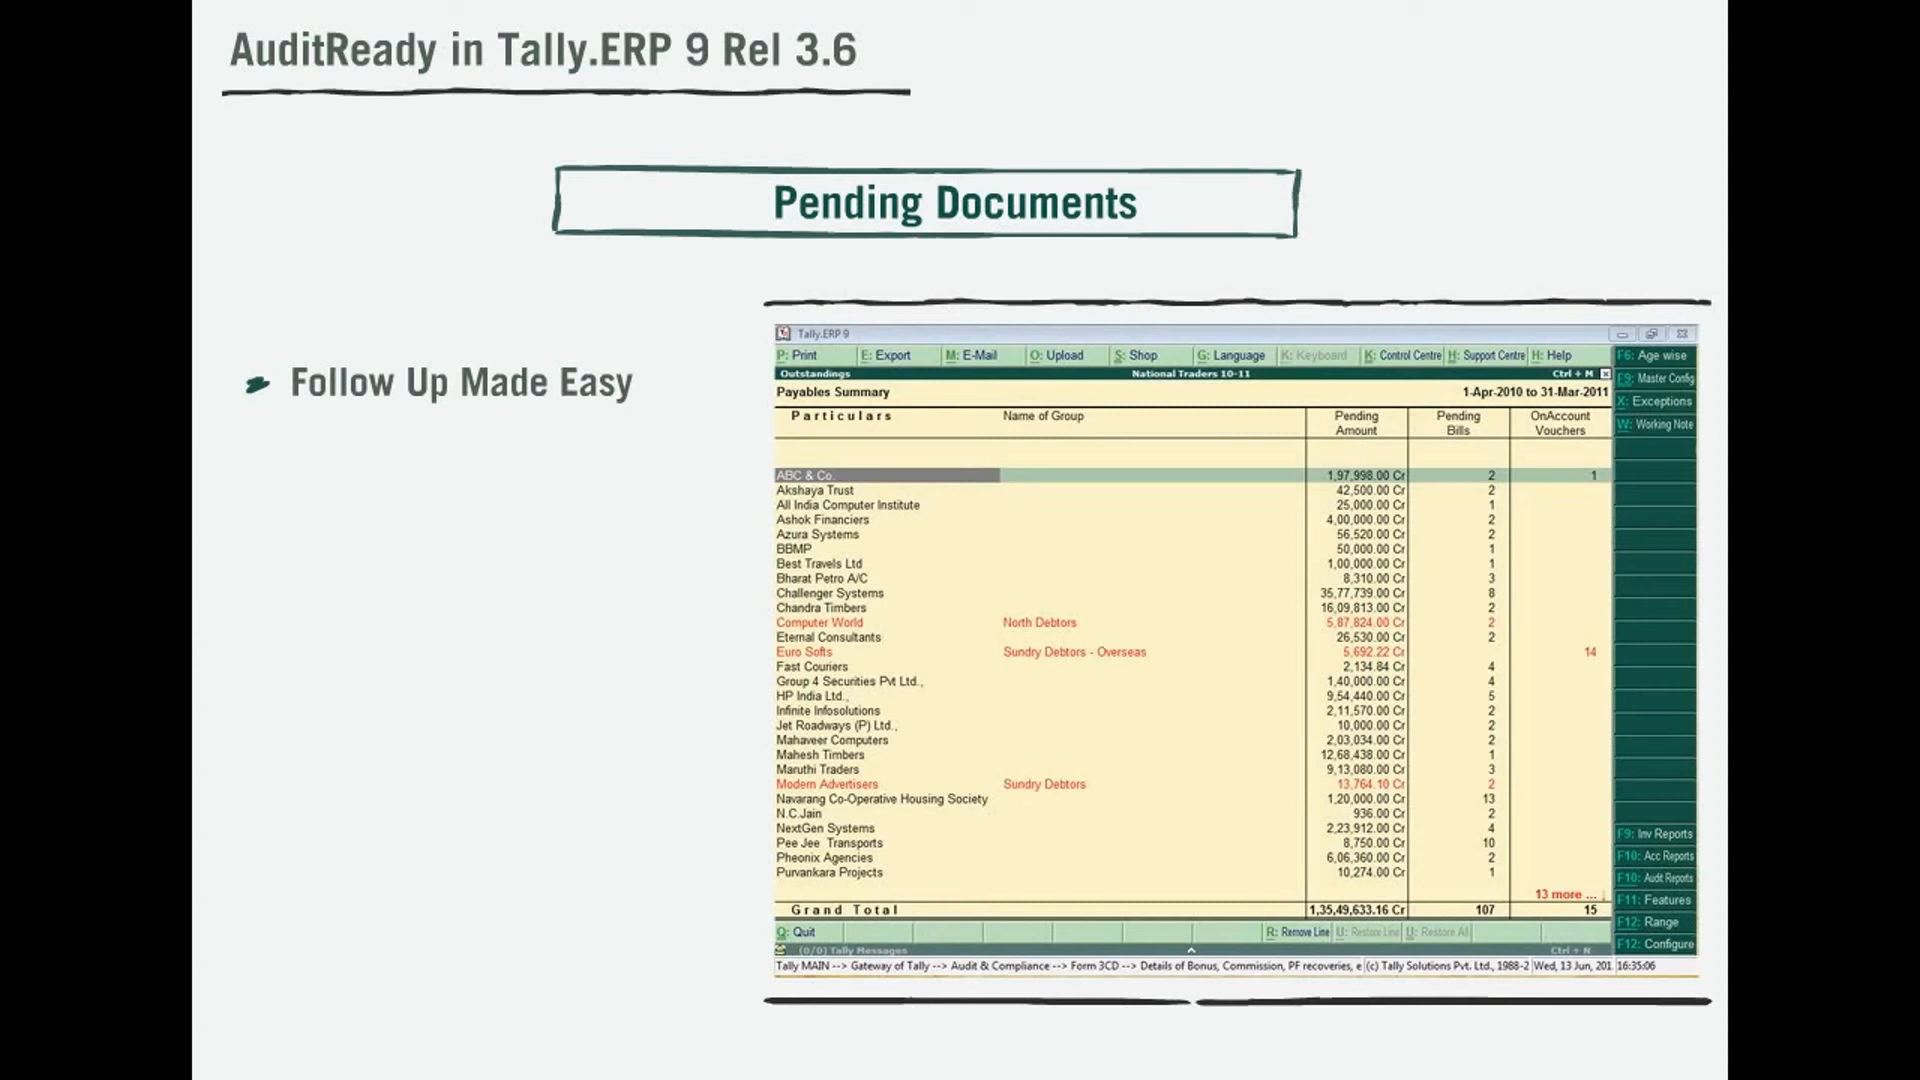 AuditReady in Tally.ERP 9 Rel 3.6
Pending Documents
Follow Up Made Easy
Tally.ERP 9
P: Print E: Export M: E-Mail O: Upload S: Shop G: Language K: Keyboard K: Control Centre H: Support Centre H: Help F6: Age wise
Outstandings National Traders 10-11 Ctrl + M
F9: Master Config
Payables Summary 1-Apr-2010 to 31-Mar-2011
X: Exceptions
Particulars Name of Group Pending Pending OnAccount
W: Working Note
Amount Bills Vouchers
ABC & Co. 1,97,998.00 Cr 2 1
Akshaya Trust 42,500.00 Cr 2
All India Computer Institute 25,000.00 Cr 1
Ashok Financiers 4,00,000.00 Cr 2
Azura Systems 56,520.00 Cr 2
BBMP 50,000.00 Cr 1
Best Travels Ltd 1,00,000.00 Cr 1
Bharat Petro A/C 8,310.00 Cr 3
Challenger Systems 35,77,739.00 Cr 8
Chandra Timbers 16,09,813.00 Cr 2
Computer World North Debtors 5,87,824.00 Cr 2
Eternal Consultants 26,530.00 Cr 2
Euro Softs Sundry Debtors - Overseas 5,692.22 Cr 14
Fast Couriers 2,134.84 Cr 4
Group 4 Securities Pvt Ltd., 1,40,000.00 Cr 4
HP India Ltd., 9,54,440.00 Cr 5
Infinite Infosolutions 2,11,570.00 Cr 2
Jet Roadways (P) Ltd., 10,000.00 Cr 2
Mahaveer Computers 2,03,034.00 Cr 2
Mahesh Timbers 12,68,438.00 Cr 1
Maruthi Traders 9,13,080.00 Cr 3
Modern Advertisers Sundry Debtors 13,764.10 Cr 2
Navarang Co-Operative Housing Society 1,20,000.00 Cr 13
N.C.Jain 936.00 Cr 2
NextGen Systems 2,23,912.00 Cr 4
F9: Inv Reports
Pee Jee Transports 8,750.00 Cr 10
Pheonix Agencies 6,06,360.00 Cr 2
F10: Acc Reports
Purvankara Projects 10,274.00 Cr 1
F10: Audit Reports
13 more ...
F11: Features
Grand Total 1,35,49,633.16 Cr 107 15
F12: Range
Q: Quit R: Remove Line U: Restore Line U: Restore All
F12: Configure
(0/0) Tally Messages Ctrl + N
Tally MAIN --> Gateway of Tally --> Audit & Compliance --> Form 3CD --> Details of Bonus, Commission, PF recoveries, e (c) Tally Solutions Pvt. Ltd., 1988-2 Wed, 13 Jun, 201 16:35:06